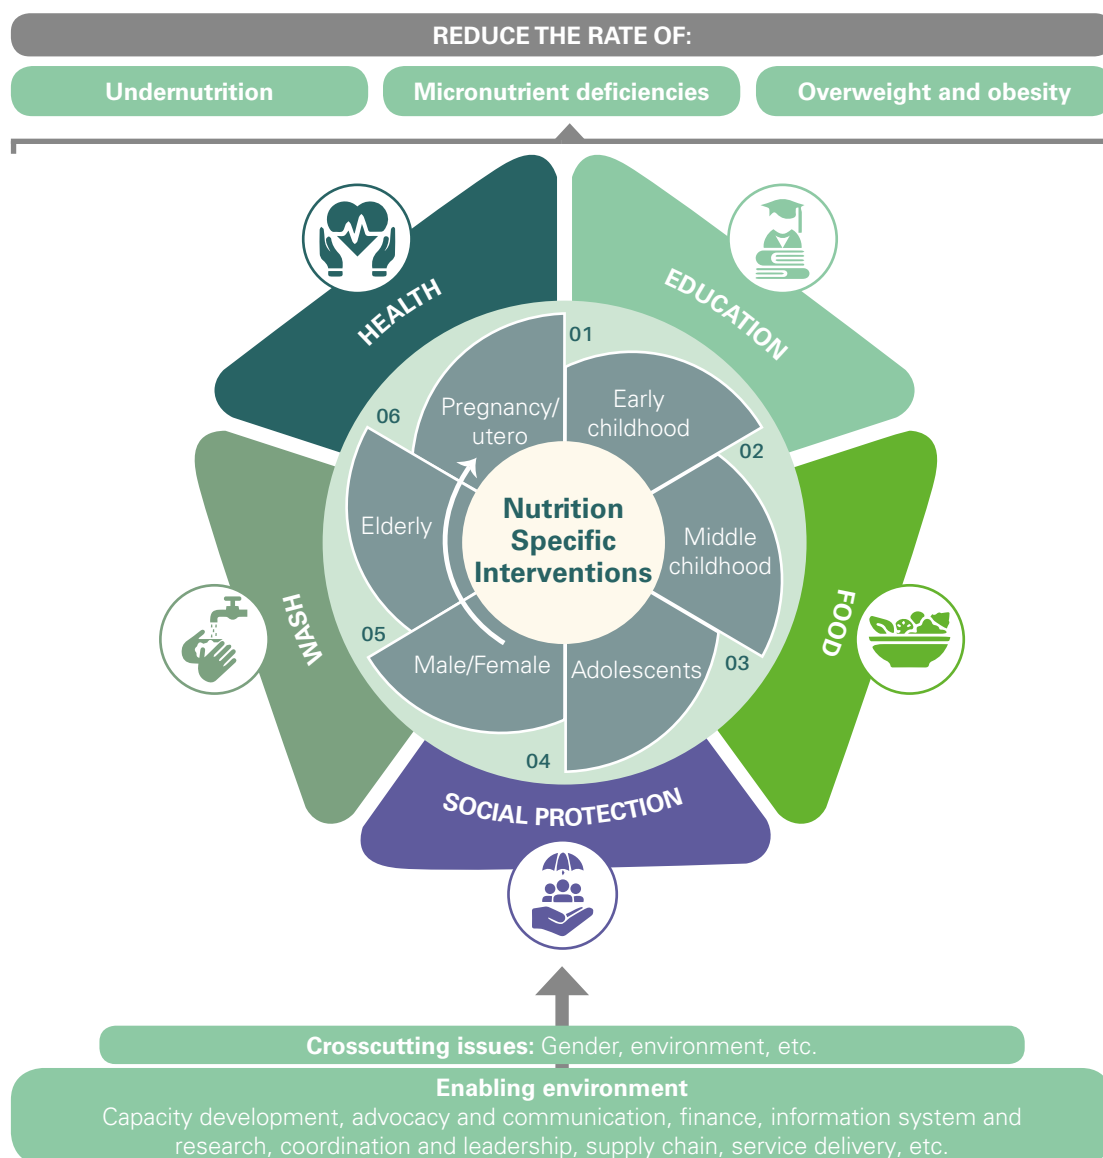 REDUCE THE RATE OF:
Undernutrition
Micronutrient deficiencies
Overweight and obesity
HEALTH
EDUCATION
FOOD
SOCIAL PROTECTION
WASH
01
Pregnancy/
utero
Early
childhood
02
Middle
childhood
03
Adolescents
04
Male/Female
05
Elderly
06
Nutrition
Specific
Interventions
Crosscutting issues: Gender, environment, etc.
Enabling environment
Capacity development, advocacy and communication, finance, information system and
research, coordination and leadership, supply chain, service delivery, etc.